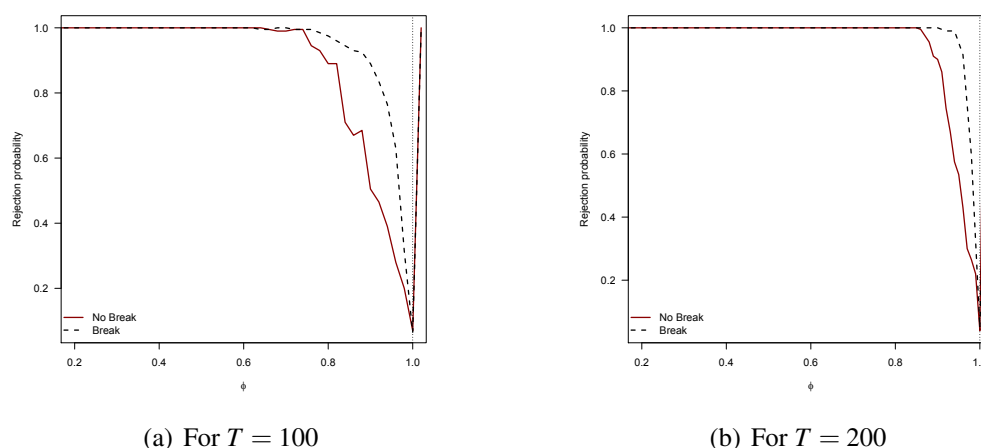 1.0
0.8
0.6
0.4
0.2
Rejection probability
No Break
Break
0.2 0.4 0.6 0.8 1.0
ϕ
(a) For T = 100
1.0
0.8
0.6
0.4
0.2
Rejection probability
No Break
Break
0.2 0.4 0.6 0.8 1.
ϕ
(b) For T = 200